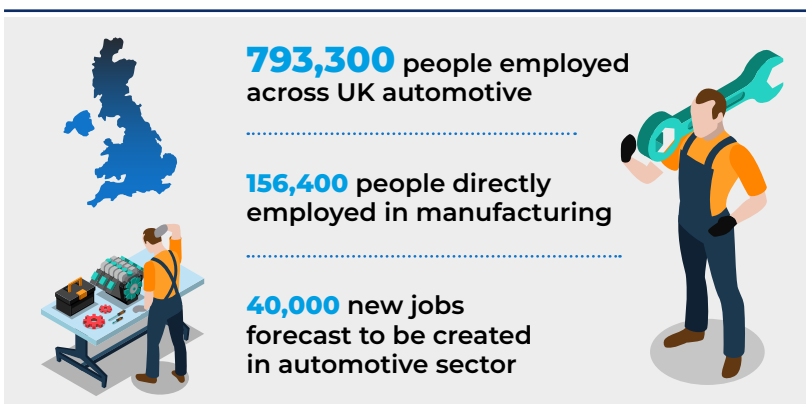 793,300 people employed
across UK automotive
156,400 people directly
employed in manufacturing
40,000 new jobs
forecast to be created
in automotive sector